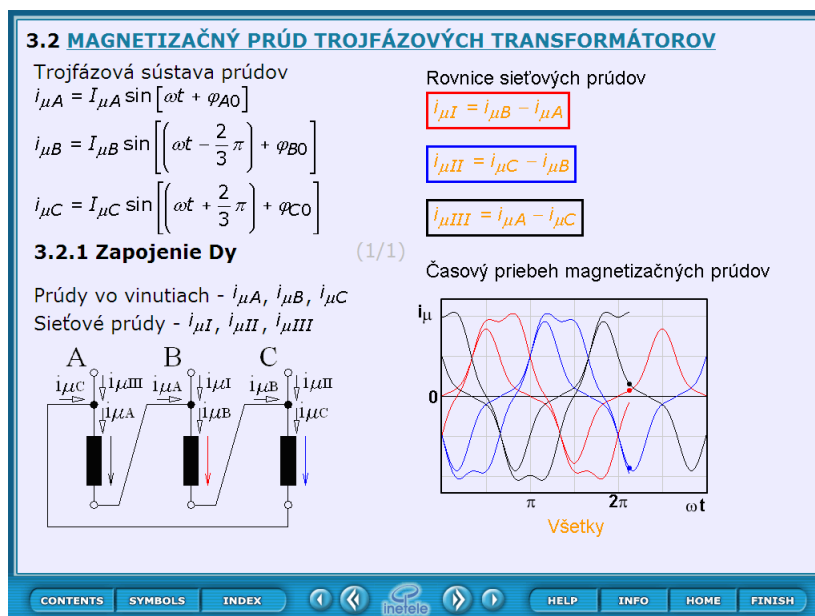 3.2 MAGNETIZAČNÝ PRÚD TROJFÁZOVÝCH TRANSFORMÁTOROV
Trojfázová sústava prúdov
iμA = IμA sin[ωt + φA0]
iμB = IμB sin[(ωt − 2/3 π) + φB0]
iμC = IμC sin[(ωt + 2/3 π) + φC0]
3.2.1 Zapojenie Dy (1/1)
Prúdy vo vinutiach - iμA, iμB, iμC
Sieťové prúdy - iμI, iμII, iμIII
A B C
iμC iμIII iμA iμI iμB iμII
iμA iμB iμC
Rovnice sieťových prúdov
iμI = iμB − iμA
iμII = iμC − iμB
iμIII = iμA − iμC
Časový priebeh magnetizačných prúdov
iμ
0
π 2π ωt
Všetky
CONTENTS SYMBOLS INDEX inetele HELP INFO HOME FINISH